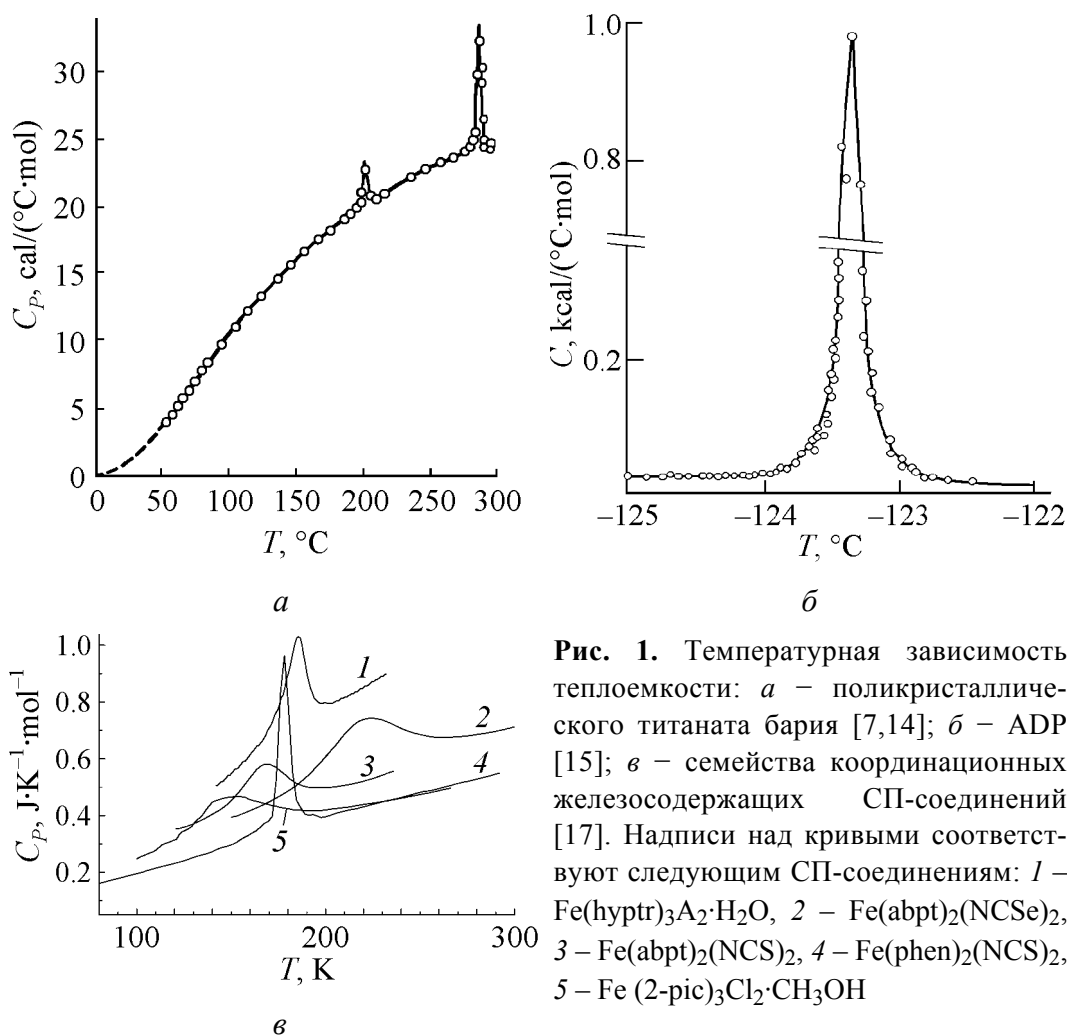 30
25
20
15
10
5
0
C_P, cal/(°C·mol)
0 50 100 150 200 250 300
T, °C
а
1.0
0.8
0.2
C, kcal/(°C·mol)
–125 –124 –123 –122
T, °C
б
1.0
0.8
0.6
0.4
0.2
C_P, J·K⁻¹·mol⁻¹
1
2
3
4
5
100 200 300
T, K
в
Рис. 1. Температурная зависимость
теплоемкости: а − поликристалличе-
ского титаната бария [7,14]; б − ADP
[15]; в − семейства координационных
железосодержащих СП-соединений
[17]. Надписи над кривыми соответст-
вуют следующим СП-соединениям: 1 –
Fe(hyptr)₃A₂·H₂O, 2 – Fe(abpt)₂(NCSe)₂,
3 – Fe(abpt)₂(NCS)₂, 4 – Fe(phen)₂(NCS)₂,
5 – Fe (2-pic)₃Cl₂·CH₃OH